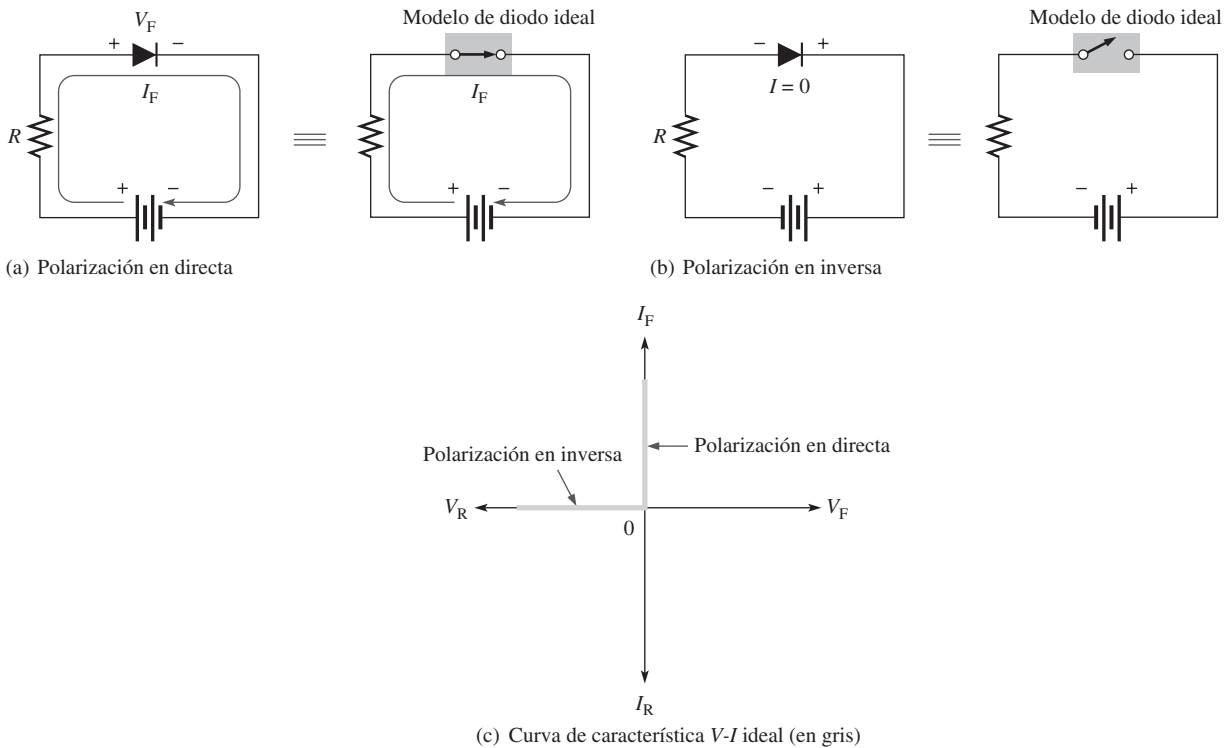 V_F
+ −
I_F
R
+ −
Modelo de diodo ideal
I_F
+ −
(a) Polarización en directa
− +
I = 0
R
− +
Modelo de diodo ideal
− +
(b) Polarización en inversa
I_F
Polarización en directa
Polarización en inversa
V_R
0
V_F
I_R
(c) Curva de característica V-I ideal (en gris)